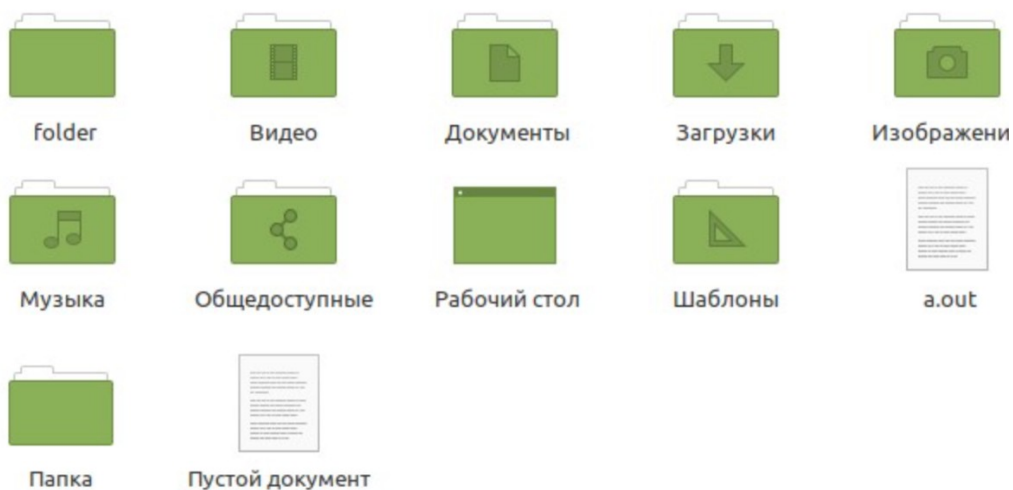 folder
Видео
Документы
Загрузки
Изображени
Музыка
Общедоступные
Рабочий стол
Шаблоны
a.out
Папка
Пустой документ